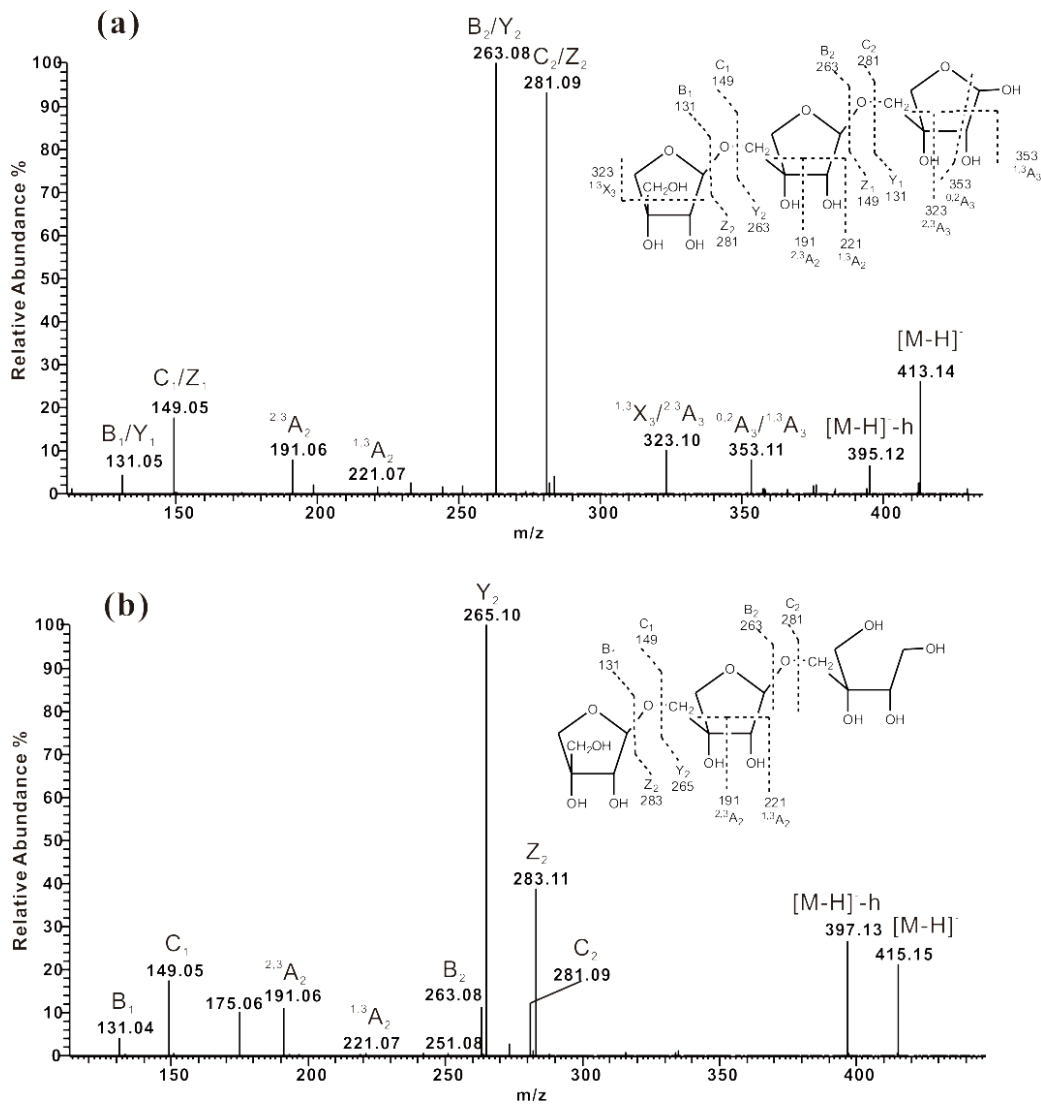 (a)
B₂/Y₂
263.08
C₂/Z₂
281.09
100
90
80
70
60
50
40
30
20
10
0
Relative Abundance %
B₁/Y₁
131.05
C₁/Z₁
149.05
²·³A₂
191.06
¹·³A₂
221.07
¹·³X₃/²·³A₃
323.10
⁰·²A₃/¹·³A₃
353.11
[M-H]⁻-h
395.12
[M-H]⁻
413.14
150
200
250
300
350
400
m/z
B₁
131
C₁
149
B₂
263
C₂
281
O
O
O
O
O
CH₂
CH₂
CH₂OH
OH
OH
OH
OH
OH
OH
OH
323
¹·³X₃
Z₂
281
Y₂
263
191
²·³A₂
221
¹·³A₂
Z₁
149
Y₁
131
323
²·³A₃
353
⁰·²A₃
353
¹·³A₃
(b)
Y₂
265.10
100
90
80
70
60
50
40
30
20
10
0
Relative Abundance %
B₁
131.04
C₁
149.05
175.06
²·³A₂
191.06
¹·³A₂
221.07
251.08
B₂
263.08
Z₂
283.11
C₂
281.09
[M-H]⁻-h
397.13
[M-H]⁻
415.15
150
200
250
300
350
400
m/z
131
C₁
149
B₂
263
C₂
281
O
O
O
O
CH₂
CH₂
CH₂OH
OH
OH
OH
OH
OH
OH
OH
OH
Z₂
283
Y₂
265
191
²·³A₂
221
¹·³A₂